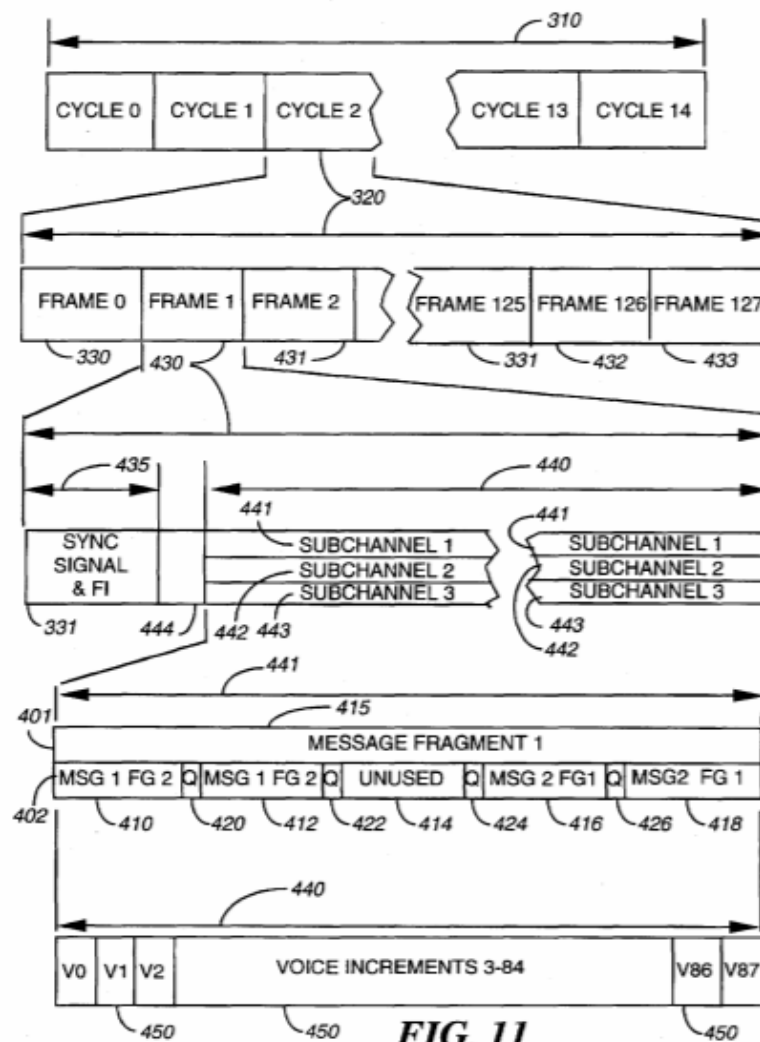 310
CYCLE 0 CYCLE 1 CYCLE 2 CYCLE 13 CYCLE 14
320
FRAME 0 FRAME 1 FRAME 2 FRAME 125 FRAME 126 FRAME 127
330 430 431 331 432 433
435 440
441 441
SYNC SIGNAL & FI SUBCHANNEL 1 SUBCHANNEL 1
SUBCHANNEL 2 SUBCHANNEL 2
SUBCHANNEL 3 SUBCHANNEL 3
331 444 442 443 443
442
441
401 415
MESSAGE FRAGMENT 1
MSG 1 FG 2 Q MSG 1 FG 2 Q UNUSED Q MSG 2 FG1 Q MSG2 FG 1
402 410 420 412 422 414 424 416 426 418
440
V0 V1 V2 VOICE INCREMENTS 3-84 V86 V87
450 450 FIG. 11 450